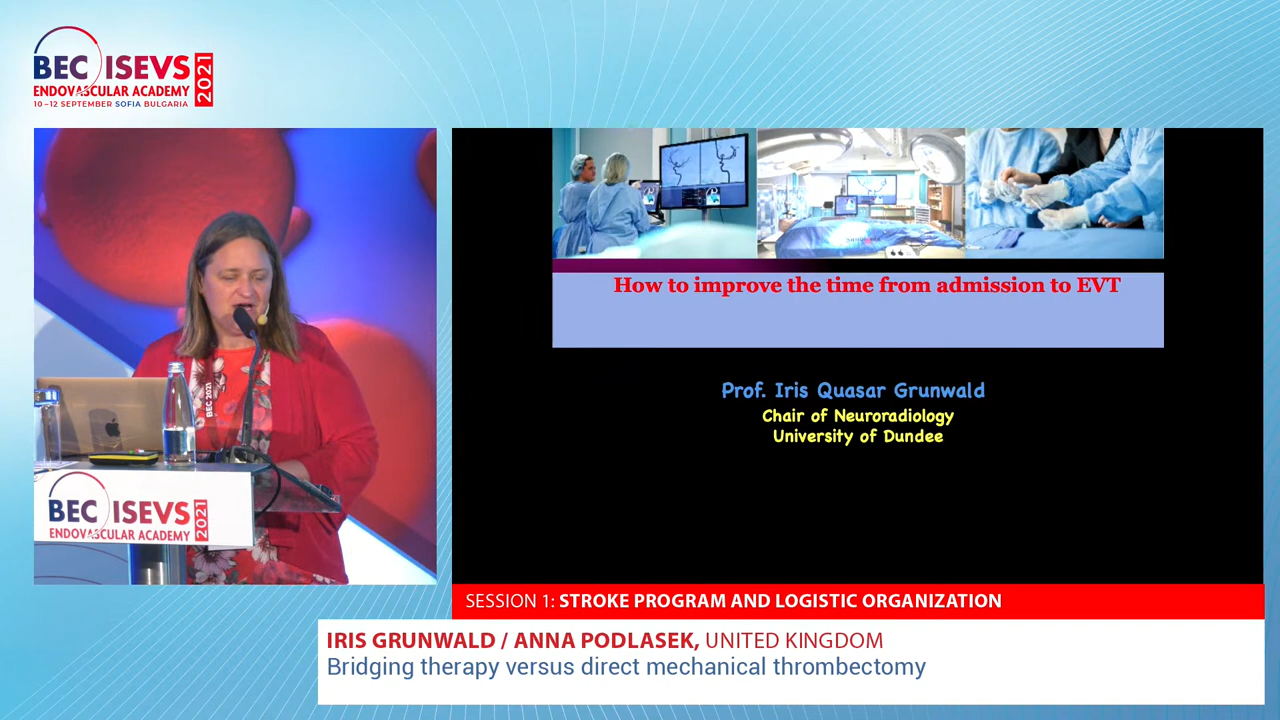 BEC ISEVS
2021
ENDOVASCULAR ACADEMY
10–12 SEPTEMBER SOFIA BULGARIA
BEC 2021
BEC ISEVS
2021
ENDOVASCULAR ACADEMY
How to improve the time from admission to EVT
Prof. Iris Quasar Grunwald
Chair of Neuroradiology
University of Dundee
SESSION 1: STROKE PROGRAM AND LOGISTIC ORGANIZATION
IRIS GRUNWALD / ANNA PODLASEK, UNITED KINGDOM
Bridging therapy versus direct mechanical thrombectomy